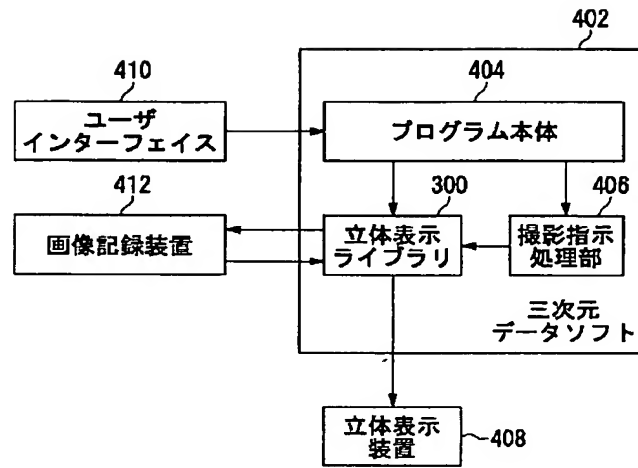 402
410
404
ユーザ
インターフェイス
プログラム本体
412
300
406
画像記録装置
立体表示
ライブラリ
撮影指示
処理部
三次元
データソフト
立体表示
装置
408